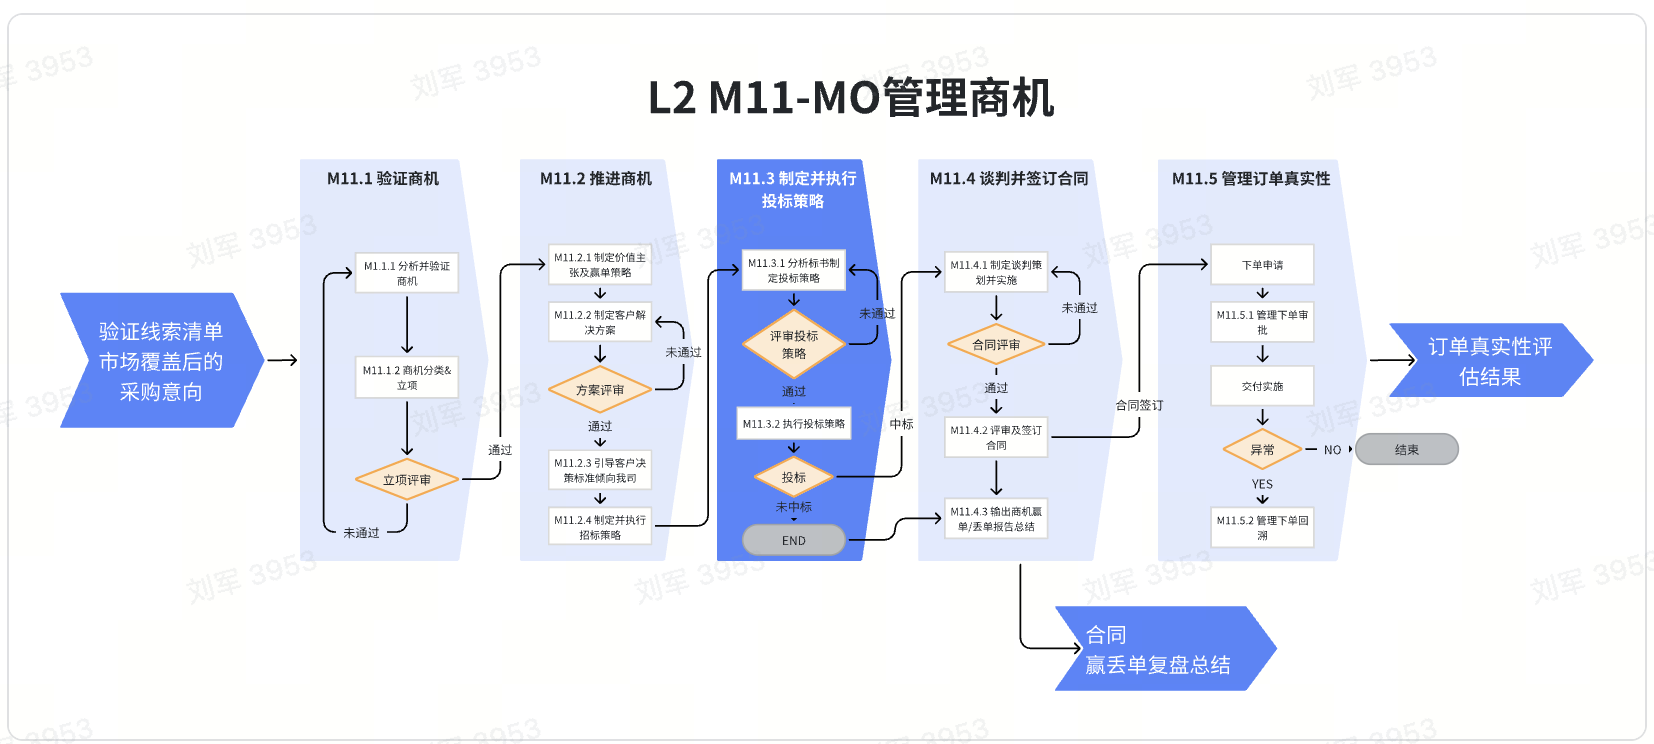 L2 M11-MO管理商机
验证线索清单
市场覆盖后的
采购意向
M11.1 验证商机
M1.1.1 分析并验证
商机
M11.1.2 商机分类&
立项
立项评审
未通过
通过
M11.2 推进商机
M11.2.1 制定价值主
张及赢单策略
M11.2.2 制定客户解
决方案
未通过
方案评审
通过
M11.2.3 引导客户决
策标准倾向我司
M11.2.4 制定并执行
招标策略
M11.3 制定并执行
投标策略
M11.3.1 分析标书制
定投标策略
未通过
评审投标
策略
通过
M11.3.2 执行投标策略
投标
中标
未中标
END
M11.4 谈判并签订合同
M11.4.1 制定谈判策
划并实施
未通过
合同评审
通过
M11.4.2 评审及签订
合同
合同签订
M11.4.3 输出商机赢
单/丢单报告总结
合同
赢丢单复盘总结
M11.5 管理订单真实性
下单申请
M11.5.1 管理下单审
批
交付实施
异常
NO
结束
YES
M11.5.2 管理下单回
溯
订单真实性评
估结果
刘军 3953